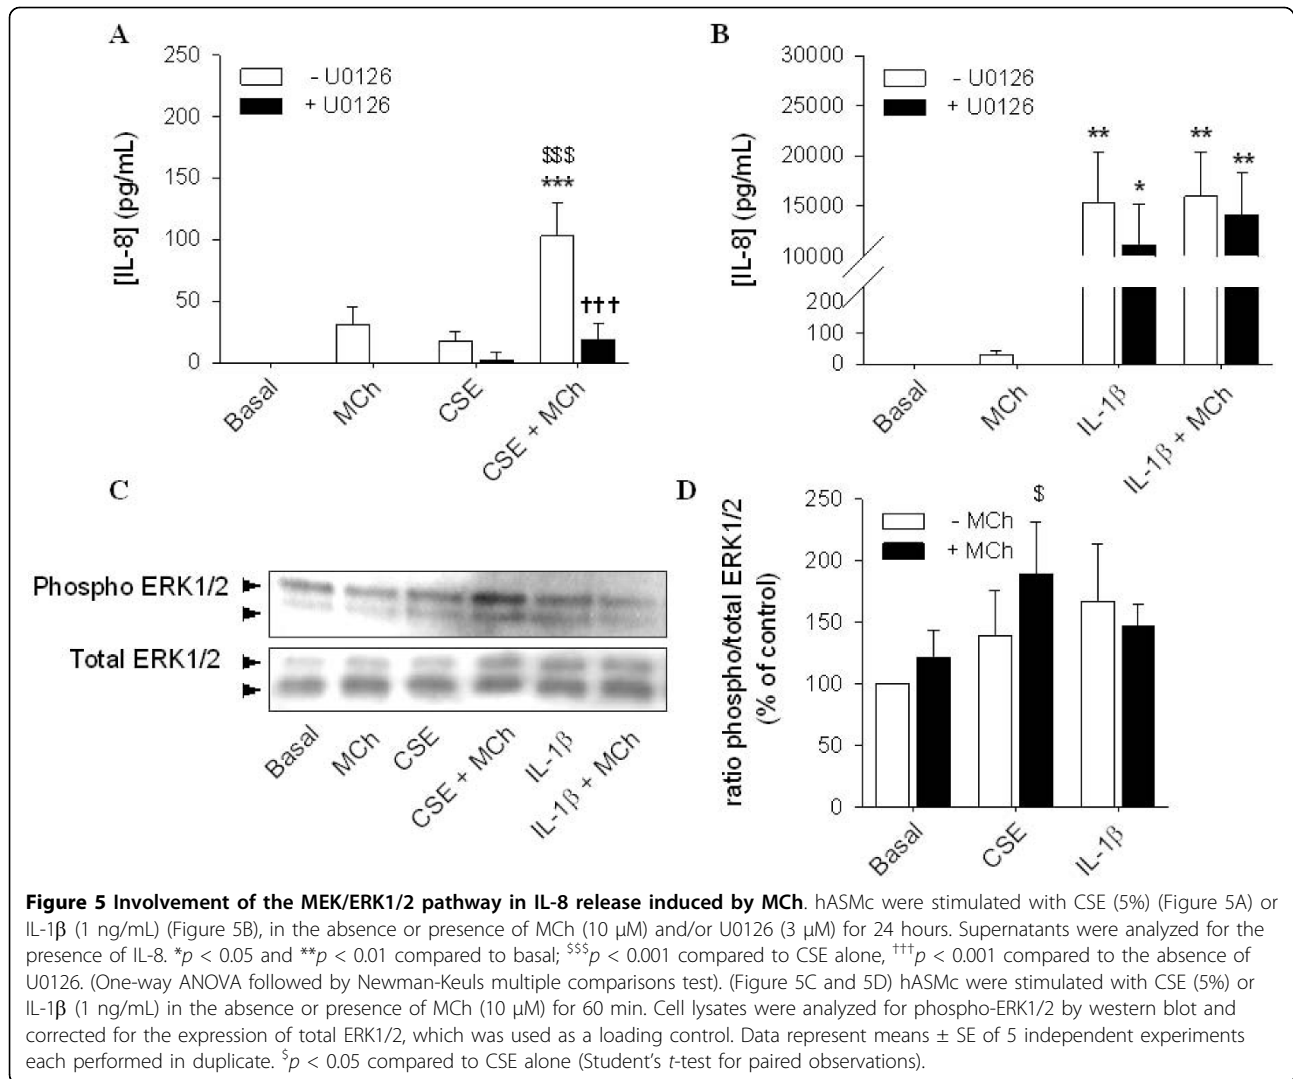 A
250
200
150
100
50
0
[IL-8] (pg/mL)
- U0126
+ U0126
$$$
***
†††
Basal
MCh
CSE
CSE + MCh
B
30000
25000
20000
15000
10000
200
100
0
[IL-8] (pg/mL)
- U0126
+ U0126
**
*
**
**
Basal
MCh
IL-1β
IL-1β + MCh
C
Phospho ERK1/2
Total ERK1/2
Basal
MCh
CSE
CSE + MCh
IL-1β
IL-1β + MCh
D
250
200
150
100
50
0
ratio phospho/total ERK1/2
(% of control)
- MCh
+ MCh
$
Basal
CSE
IL-1β
Figure 5 Involvement of the MEK/ERK1/2 pathway in IL-8 release induced by MCh. hASMc were stimulated with CSE (5%) (Figure 5A) or
IL-1β (1 ng/mL) (Figure 5B), in the absence or presence of MCh (10 μM) and/or U0126 (3 μM) for 24 hours. Supernatants were analyzed for the
presence of IL-8. *p < 0.05 and **p < 0.01 compared to basal; $$$p < 0.001 compared to CSE alone, †††p < 0.001 compared to the absence of
U0126. (One-way ANOVA followed by Newman-Keuls multiple comparisons test). (Figure 5C and 5D) hASMc were stimulated with CSE (5%) or
IL-1β (1 ng/mL) in the absence or presence of MCh (10 μM) for 60 min. Cell lysates were analyzed for phospho-ERK1/2 by western blot and
corrected for the expression of total ERK1/2, which was used as a loading control. Data represent means ± SE of 5 independent experiments
each performed in duplicate. $p < 0.05 compared to CSE alone (Student's t-test for paired observations).